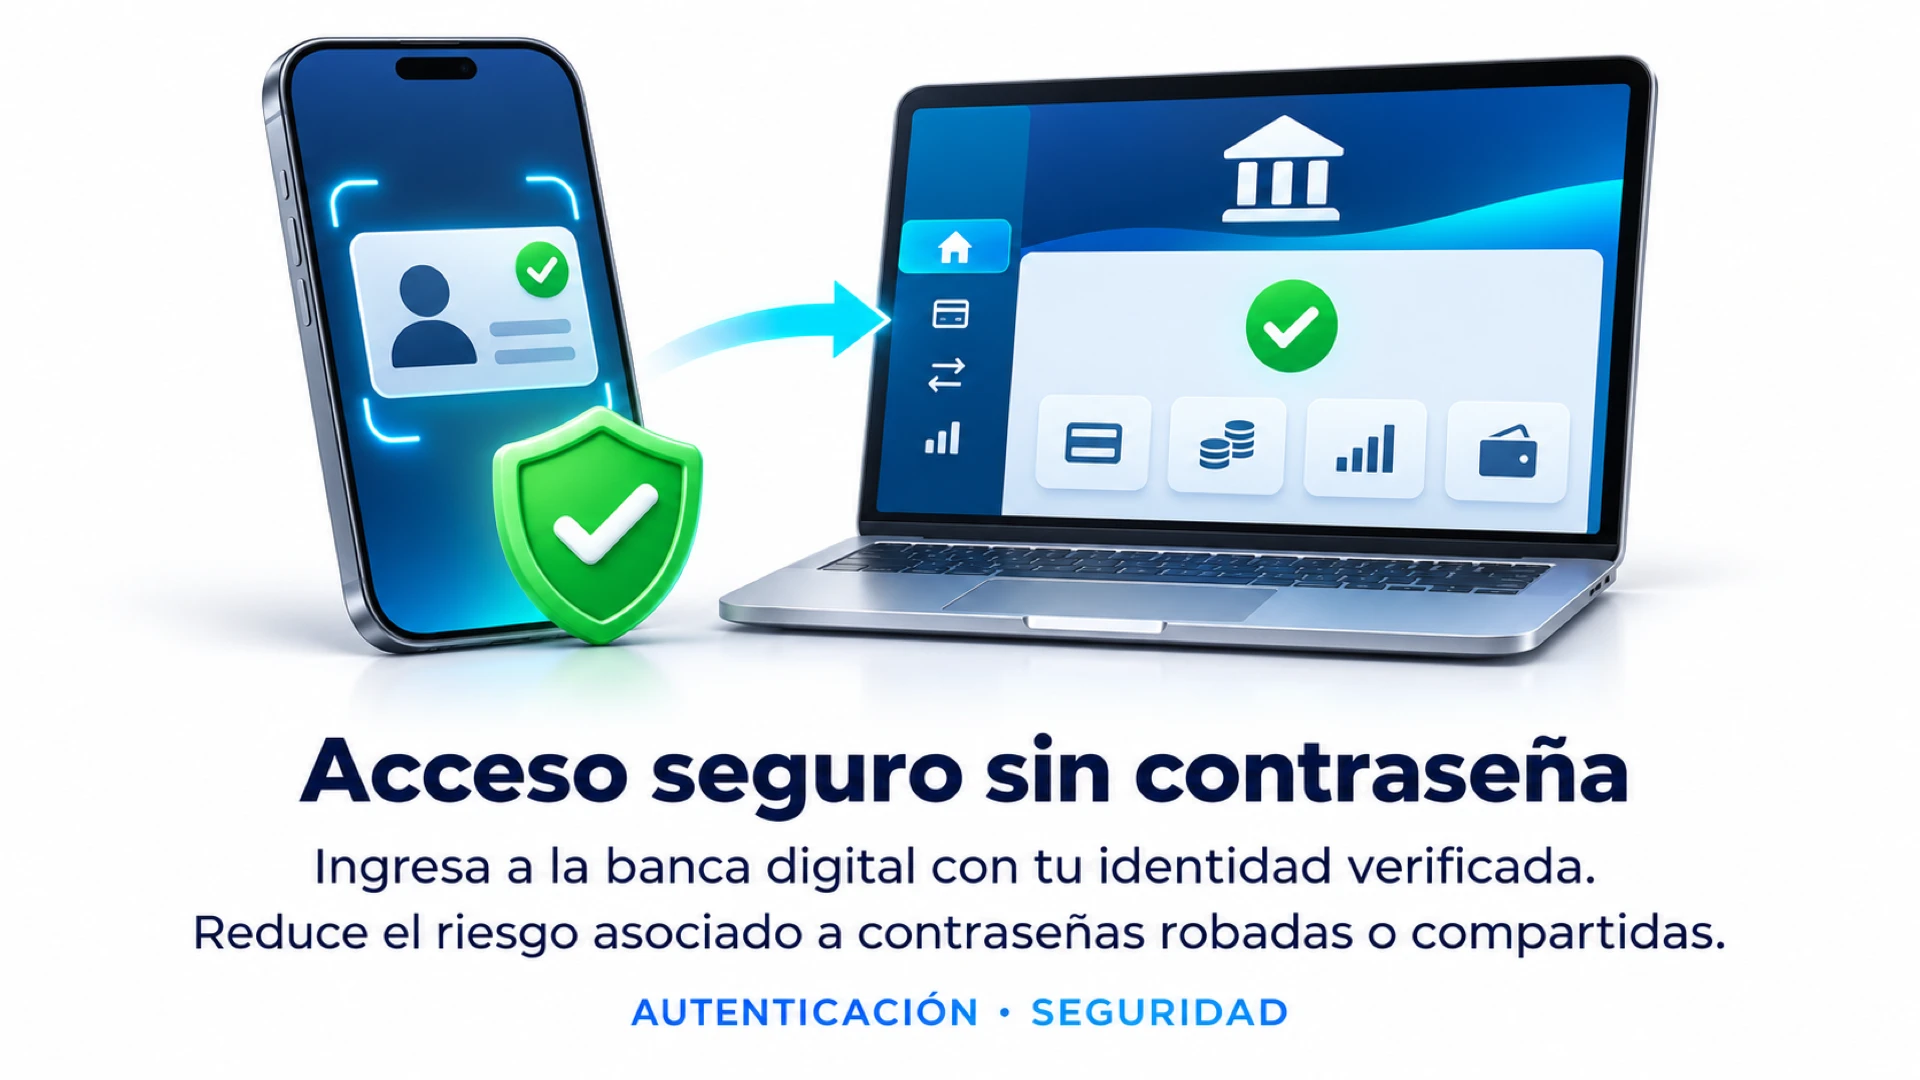 Acceso seguro sin contraseña
Ingresa a la banca digital con tu identidad verificada.
Reduce el riesgo asociado a contraseñas robadas o compartidas.
AUTENTICACIÓN • SEGURIDAD